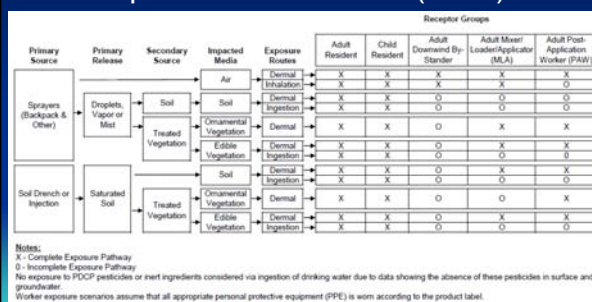 Receptor Groups
Primary Source Primary Release Secondary Source Impacted Media Exposure Routes Adult Resident Child Resident Adult Downwind By-Stander Adult Mixer/ Loader/Applicator (MLA) Adult Post-Application Worker (PAW)
Sprayers (Backpack & Other) Droplets, Vapor or Mist
Air Dermal X X X X X
Inhalation X X X X O
Soil Soil Dermal X X O O O
Ingestion X X O O O
Treated Vegetation Ornamental Vegetation Dermal X X O X X
Edible Vegetation Dermal X X O X X
Ingestion X X O O 0
Soil Drench or Injection Saturated Soil
Soil Dermal X X O X X
Ingestion X X O O O
Treated Vegetation Ornamental Vegetation Dermal X X O O X
Edible Vegetation Dermal X X O X X
Ingestion X X O O O
Notes:
X - Complete Exposure Pathway
0 - Incomplete Exposure Pathway
No exposure to PDCP pesticides or inert ingredients considered via ingestion of drinking water due to data showing the absence of these pesticides in surface and
groundwater.
Worker exposure scenarios assume that all appropriate personal protective equipment (PPE) is worn according to the product label.